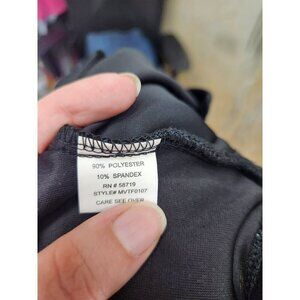 90% POLYESTER
10% SPANDEX
RN # 58719
STYLE# MVTF0107
CARE SEE OVER